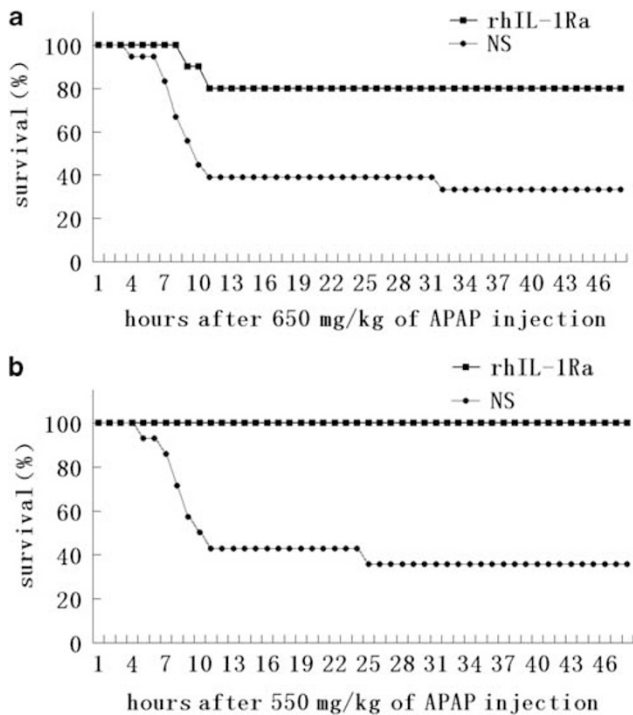 a
rhIL-1Ra
NS
survival(%)
100
80
60
40
20
0
1 4 7 10 13 16 19 22 25 28 31 34 37 40 43 46
hours after 650 mg/kg of APAP injection
b
rhIL-1Ra
NS
survival(%)
100
80
60
40
20
0
1 4 7 10 13 16 19 22 25 28 31 34 37 40 43 46
hours after 550 mg/kg of APAP injection